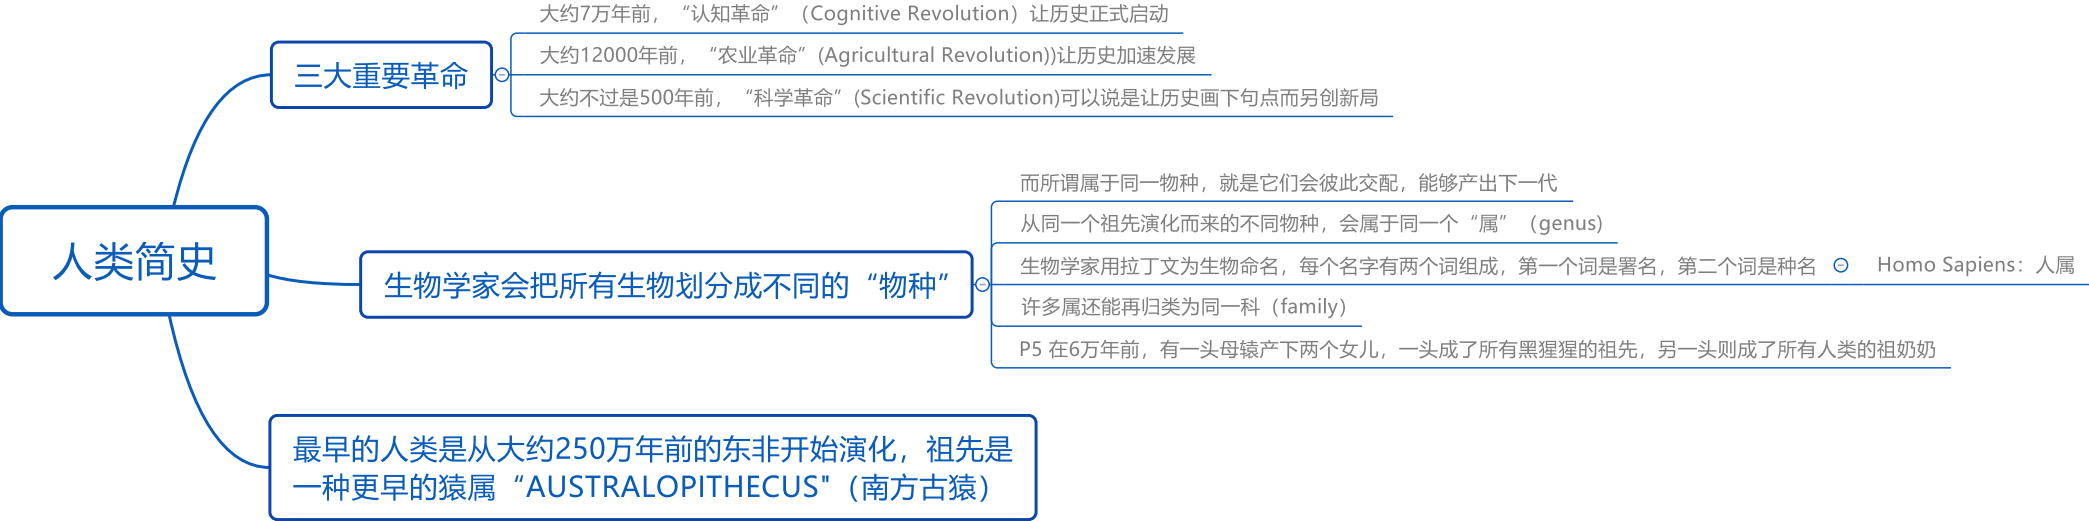 大约7万年前，“认知革命”（Cognitive Revolution）让历史正式启动
大约12000年前，“农业革命”(Agricultural Revolution))让历史加速发展
大约不过是500年前，“科学革命”(Scientific Revolution)可以说是让历史画下句点而另创新局
三大重要革命
人类简史
生物学家会把所有生物划分成不同的“物种”
而所谓属于同一物种，就是它们会彼此交配，能够产出下一代
从同一个祖先演化而来的不同物种，会属于同一个“属”（genus)
生物学家用拉丁文为生物命名，每个名字有两个词组成，第一个词是署名，第二个词是种名
Homo Sapiens：人属
许多属还能再归类为同一科（family）
P5 在6万年前，有一头母辕产下两个女儿，一头成了所有黑猩猩的祖先，另一头则成了所有人类的祖奶奶
最早的人类是从大约250万年前的东非开始演化，祖先是
一种更早的猿属“AUSTRALOPITHECUS"（南方古猿）